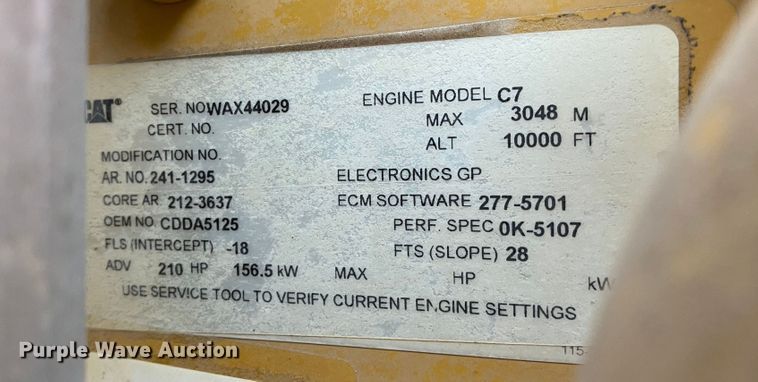 CAT®
SER. NO WAX44029 ENGINE MODEL C7
CERT. NO. MAX 3048 M
ALT 10000 FT
MODIFICATION NO.
AR. NO. 241-1295 ELECTRONICS GP
CORE AR. 212-3637 ECM SOFTWARE 277-5701
OEM NO. CDDA5125 PERF. SPEC 0K-5107
FLS (INTERCEPT) -18 FTS (SLOPE) 28
ADV 210 HP 156.5 kW MAX HP kW
USE SERVICE TOOL TO VERIFY CURRENT ENGINE SETTINGS
Purple Wave Auction